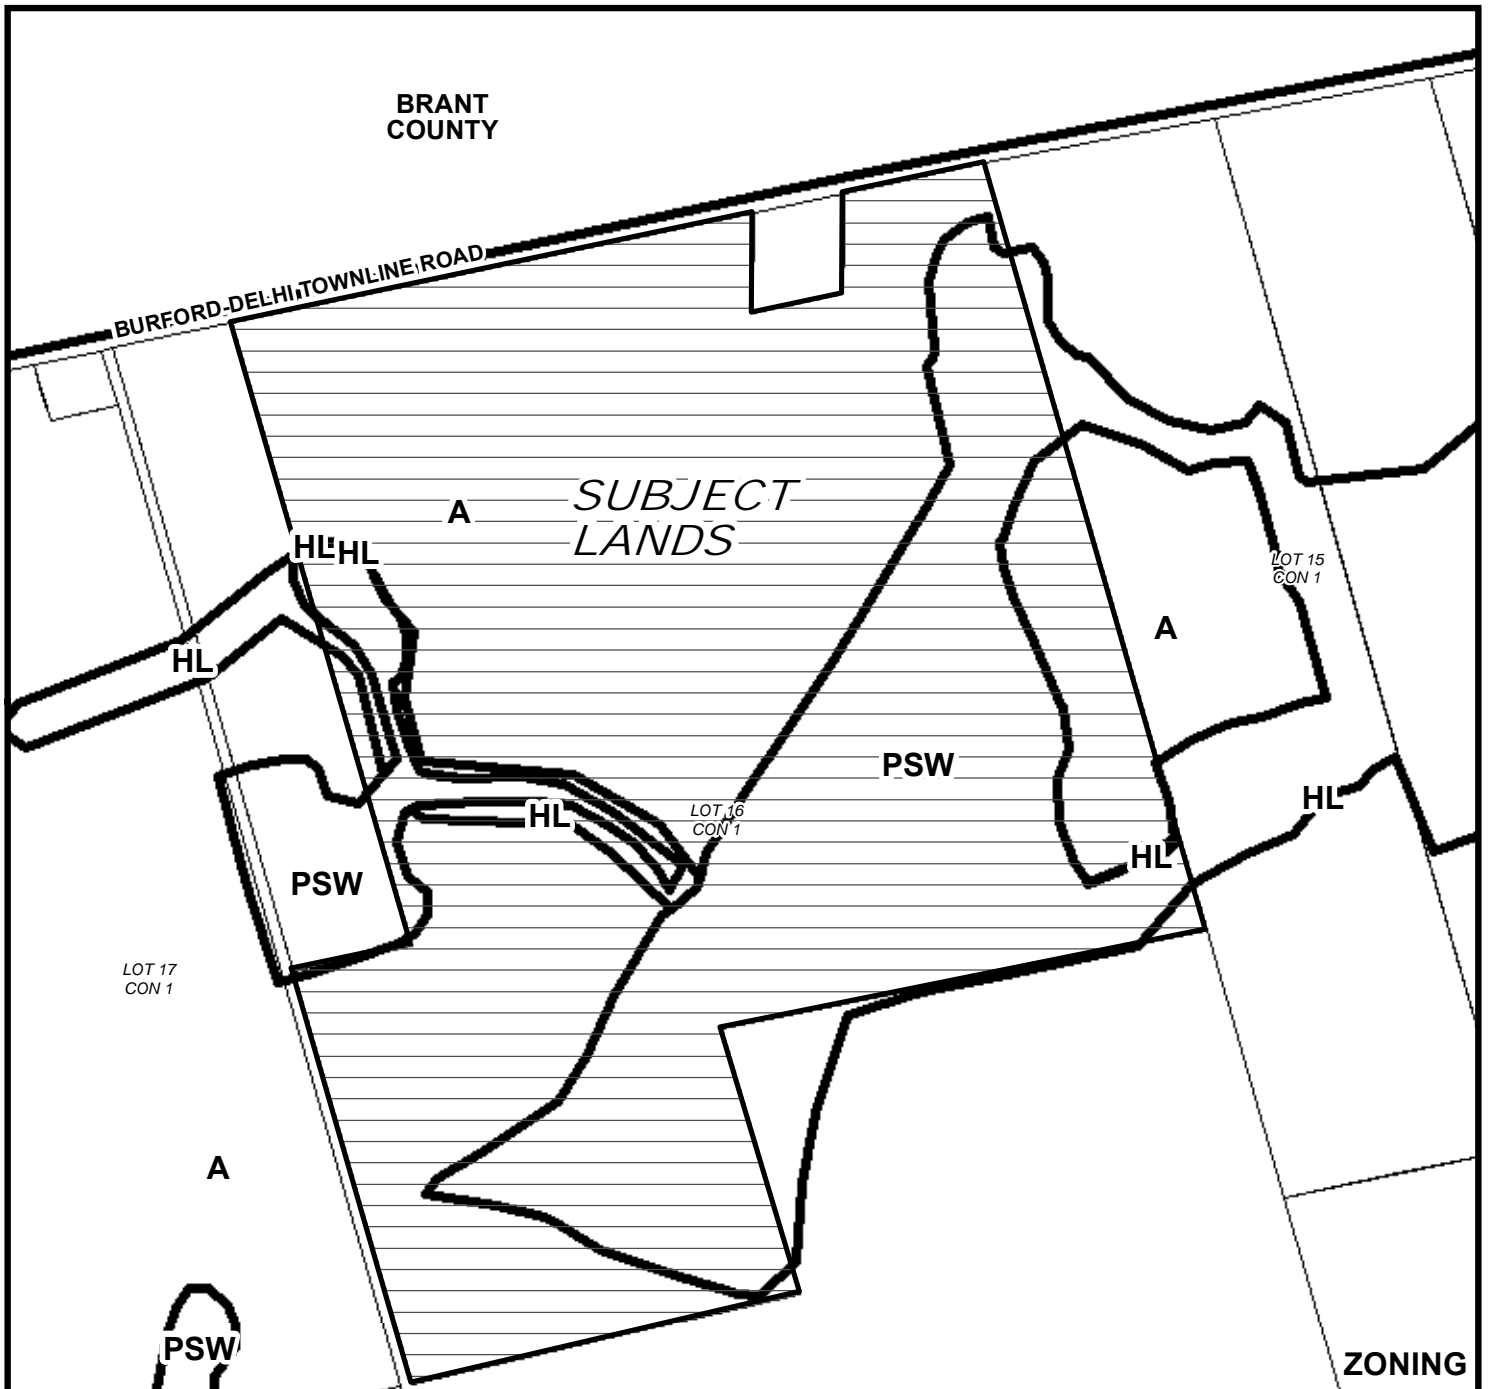 BRANT
COUNTY
BURFORD-DELHI TOWNLINE ROAD
SUBJECT
LANDS
A
HL
HL
LOT 15
CON 1
A
HL
PSW
HL
LOT 16
CON 1
HL
HL
PSW
LOT 17
CON 1
A
PSW
ZONING